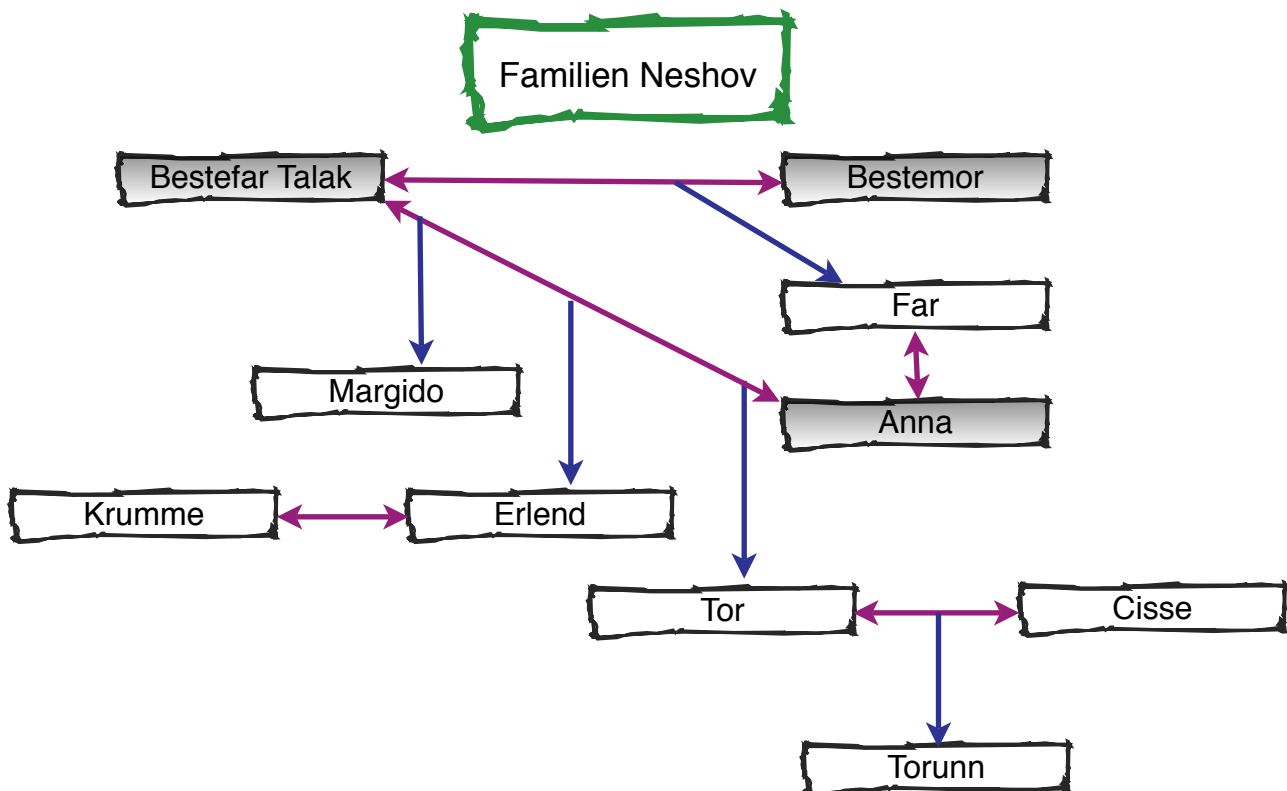 Familien Neshov
Bestefar Talak
Bestemor
Far
Margido
Anna
Krumme
Erlend
Tor
Cisse
Torunn